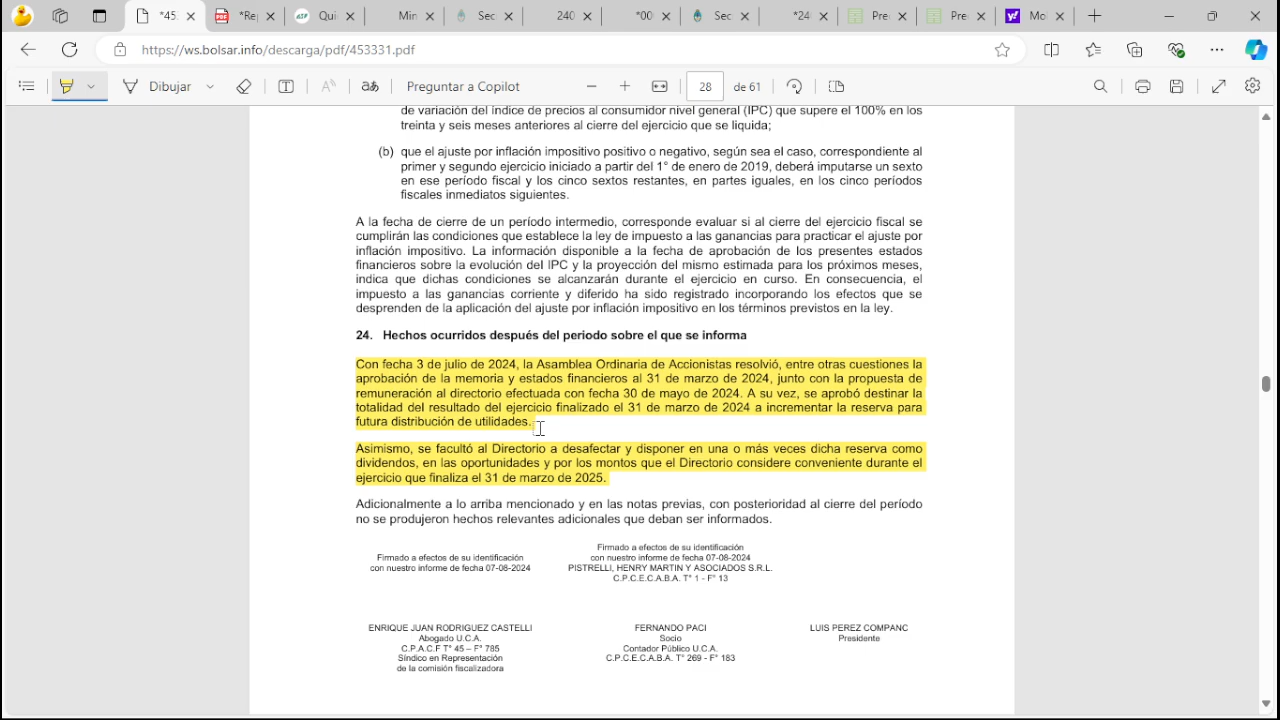 *45
*Re
Quie
Min
Sec
240
*00
Sec
*24
Pre
Pre
Moi
https://ws.bolsar.info/descarga/pdf/453331.pdf
Dibujar
Preguntar a Copilot
28
de 61
de variación del índice de precios al consumidor nivel general (IPC) que supere el 100% en los
treinta y seis meses anteriores al cierre del ejercicio que se liquida;
(b) que el ajuste por inflación impositivo positivo o negativo, según sea el caso, correspondiente al
primer y segundo ejercicio iniciado a partir del 1° de enero de 2019, deberá imputarse un sexto
en ese período fiscal y los cinco sextos restantes, en partes iguales, en los cinco períodos
fiscales inmediatos siguientes.
A la fecha de cierre de un período intermedio, corresponde evaluar si al cierre del ejercicio fiscal se
cumplirán las condiciones que establece la ley de impuesto a las ganancias para practicar el ajuste por
inflación impositivo. La información disponible a la fecha de aprobación de los presentes estados
financieros sobre la evolución del IPC y la proyección del mismo estimada para los próximos meses,
indica que dichas condiciones se alcanzarán durante el ejercicio en curso. En consecuencia, el
impuesto a las ganancias corriente y diferido ha sido registrado incorporando los efectos que se
desprenden de la aplicación del ajuste por inflación impositivo en los términos previstos en la ley.
24. Hechos ocurridos después del periodo sobre el que se informa
Con fecha 3 de julio de 2024, la Asamblea Ordinaria de Accionistas resolvió, entre otras cuestiones la
aprobación de la memoria y estados financieros al 31 de marzo de 2024, junto con la propuesta de
remuneración al directorio efectuada con fecha 30 de mayo de 2024. A su vez, se aprobó destinar la
totalidad del resultado del ejercicio finalizado el 31 de marzo de 2024 a incrementar la reserva para
futura distribución de utilidades.
Asimismo, se facultó al Directorio a desafectar y disponer en una o más veces dicha reserva como
dividendos, en las oportunidades y por los montos que el Directorio considere conveniente durante el
ejercicio que finaliza el 31 de marzo de 2025.
Adicionalmente a lo arriba mencionado y en las notas previas, con posterioridad al cierre del período
no se produjeron hechos relevantes adicionales que deban ser informados.
Firmado a efectos de su identificación
con nuestro informe de fecha 07-08-2024
Firmado a efectos de su identificación
con nuestro informe de fecha 07-08-2024
PISTRELLI, HENRY MARTIN Y ASOCIADOS S.R.L.
C.P.C.E.C.A.B.A. T° 1 - F° 13
ENRIQUE JUAN RODRIGUEZ CASTELLI
Abogado U.C.A.
C.P.A.C.F T° 45 – F° 785
Síndico en Representación
de la comisión fiscalizadora
FERNANDO PACI
Socio
Contador Público U.C.A.
C.P.C.E.C.A.B.A. T° 269 - F° 183
LUIS PEREZ COMPANC
Presidente